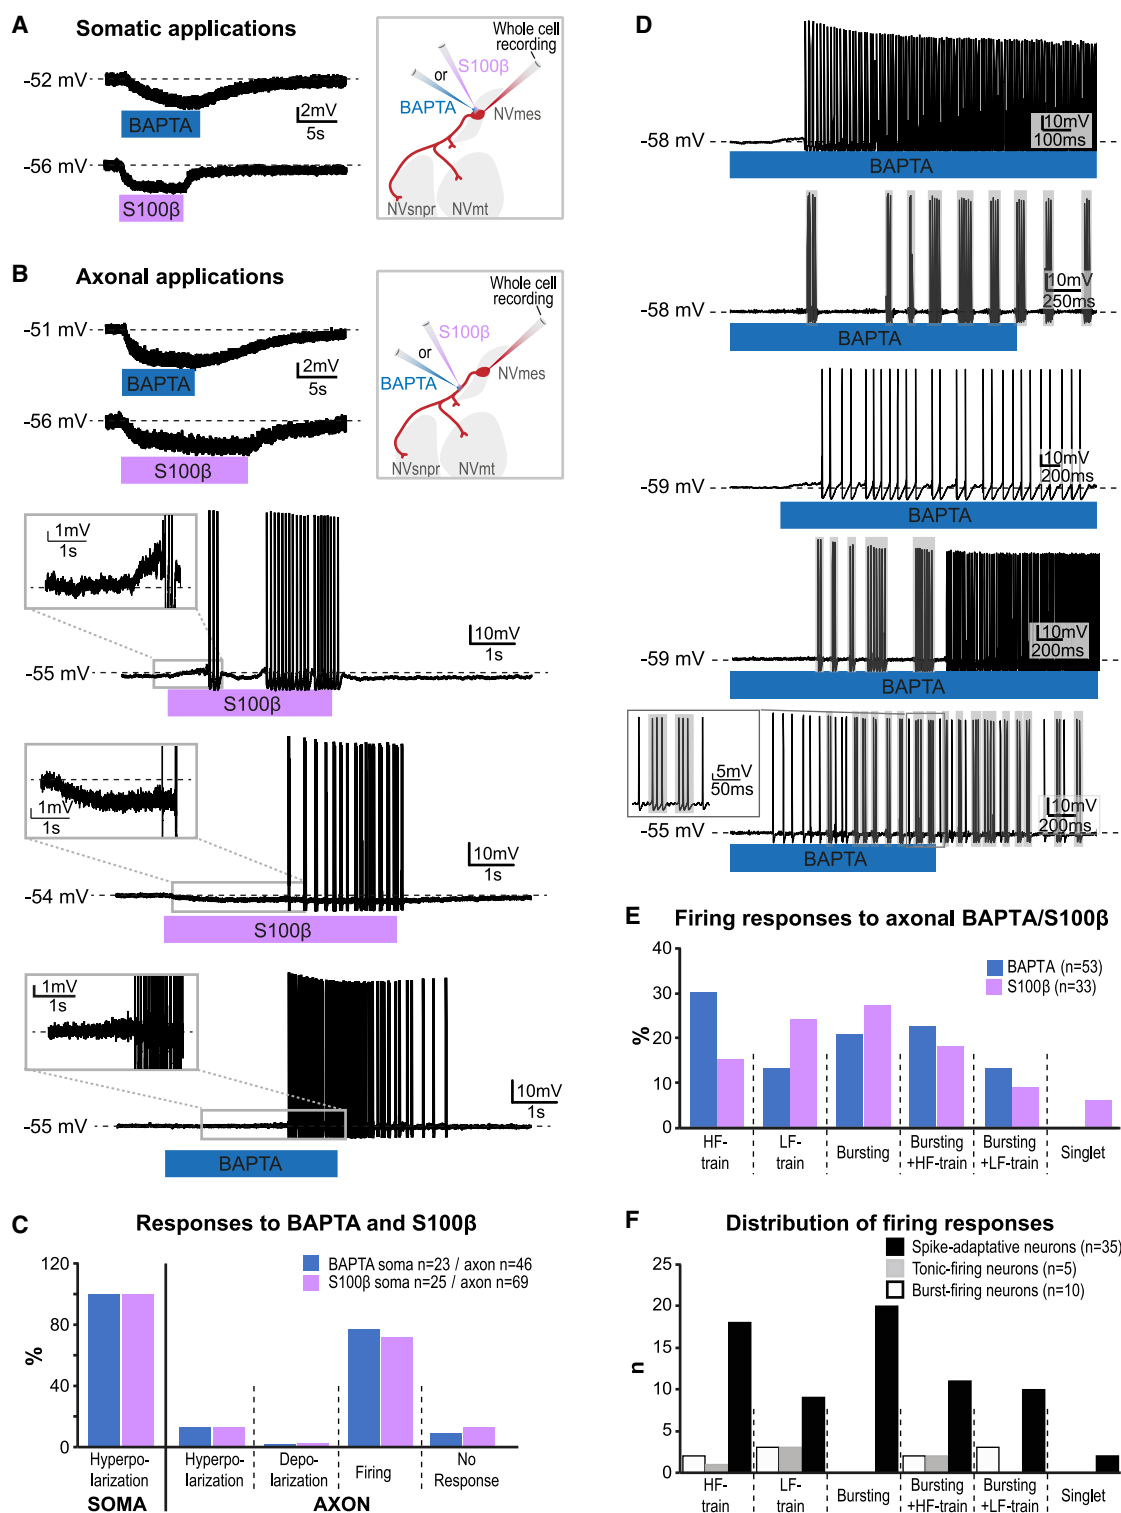 A
Somatic applications
-52 mV
BAPTA
2mV
5s
-56 mV
S100β
Whole cell
recording
S100β
or
BAPTA
NVmes
NVsnpr
NVmt
B
Axonal applications
-51 mV
BAPTA
2mV
5s
-56 mV
S100β
Whole cell
recording
S100β
or
BAPTA
NVmes
NVsnpr
NVmt
1mV
1s
10mV
1s
-55 mV
S100β
1mV
1s
10mV
1s
-54 mV
S100β
1mV
1s
10mV
1s
-55 mV
BAPTA
C
Responses to BAPTA and S100β
BAPTA soma n=23 / axon n=46
S100β soma n=25 / axon n=69
120
80
40
0
%
Hyperpo-
larization
Hyperpo-
larization
Depo-
larization
Firing
No
Response
SOMA
AXON
D
10mV
100ms
-58 mV
BAPTA
10mV
250ms
-58 mV
BAPTA
10mV
200ms
-59 mV
BAPTA
10mV
200ms
-59 mV
BAPTA
5mV
50ms
10mV
200ms
-55 mV
BAPTA
E
Firing responses to axonal BAPTA/S100β
BAPTA (n=53)
S100β (n=33)
40
30
20
10
0
%
HF-
train
LF-
train
Bursting
Bursting
+HF-train
Bursting
+LF-train
Singlet
F
Distribution of firing responses
Spike-adaptative neurons (n=35)
Tonic-firing neurons (n=5)
Burst-firing neurons (n=10)
25
20
15
10
5
0
n
HF-
train
LF-
train
Bursting
Bursting
+HF-train
Bursting
+LF-train
Singlet